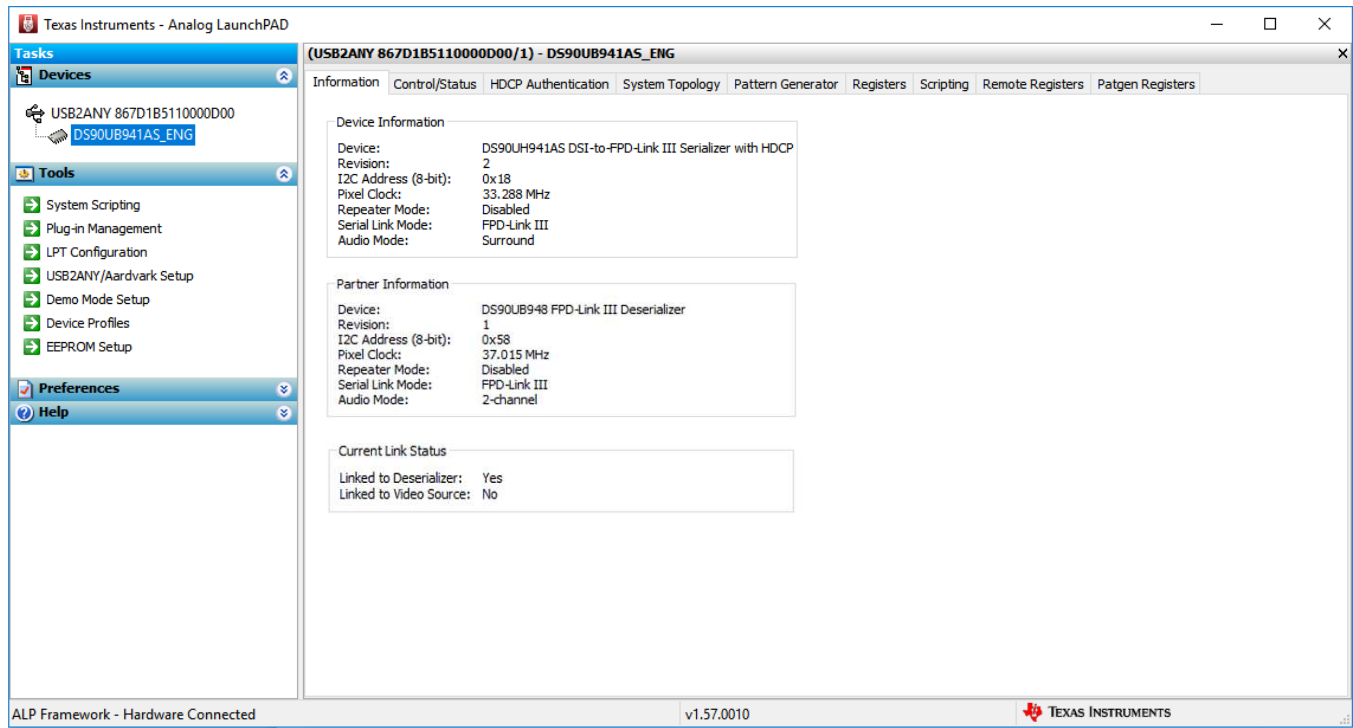 Texas Instruments - Analog LaunchPAD
Tasks
Devices
USB2ANY 867D1B5110000D00
DS90UB941AS_ENG
Tools
System Scripting
Plug-in Management
LPT Configuration
USB2ANY/Aardvark Setup
Demo Mode Setup
Device Profiles
EEPROM Setup
Preferences
Help
(USB2ANY 867D1B5110000D00/1) - DS90UB941AS_ENG
Information Control/Status HDCP Authentication System Topology Pattern Generator Registers Scripting Remote Registers Patgen Registers
Device Information
Device: DS90UH941AS DSI-to-FPD-Link III Serializer with HDCP
Revision: 2
I2C Address (8-bit): 0x18
Pixel Clock: 33.288 MHz
Repeater Mode: Disabled
Serial Link Mode: FPD-Link III
Audio Mode: Surround
Partner Information
Device: DS90UB948 FPD-Link III Deserializer
Revision: 1
I2C Address (8-bit): 0x58
Pixel Clock: 37.015 MHz
Repeater Mode: Disabled
Serial Link Mode: FPD-Link III
Audio Mode: 2-channel
Current Link Status
Linked to Deserializer: Yes
Linked to Video Source: No
ALP Framework - Hardware Connected v1.57.0010 TEXAS INSTRUMENTS